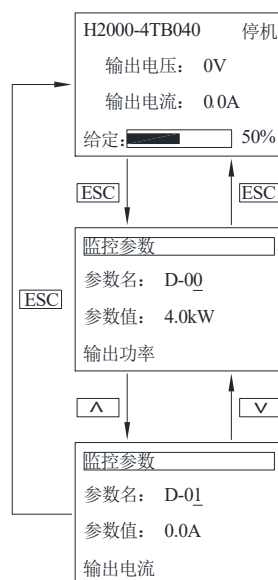 H2000-4TB040 停机
输出电压： 0V
输出电流： 0.0A
给定： 50%
ESC ESC
ESC
监控参数
参数名： D-00
参数值： 4.0kW
输出功率
∧ ∨
监控参数
参数名： D-01
参数值： 0.0A
输出电流